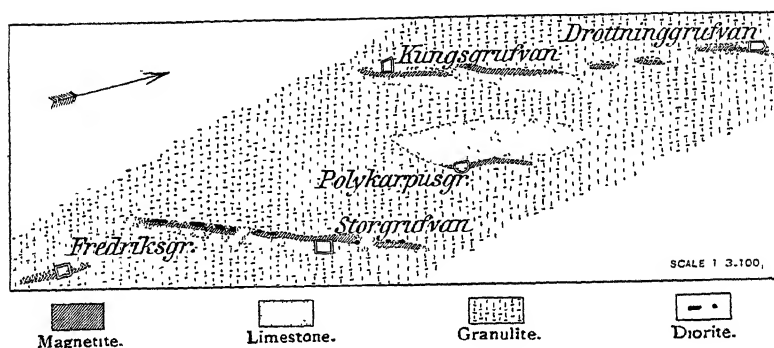 Drottninggrufvan
Kungsgrufvan
Polykarpusgr.
Storgrufvan
Fredriksgr.
SCALE 1 3.100,
Magnetite.
Limestone.
Granulite.
Diorite.